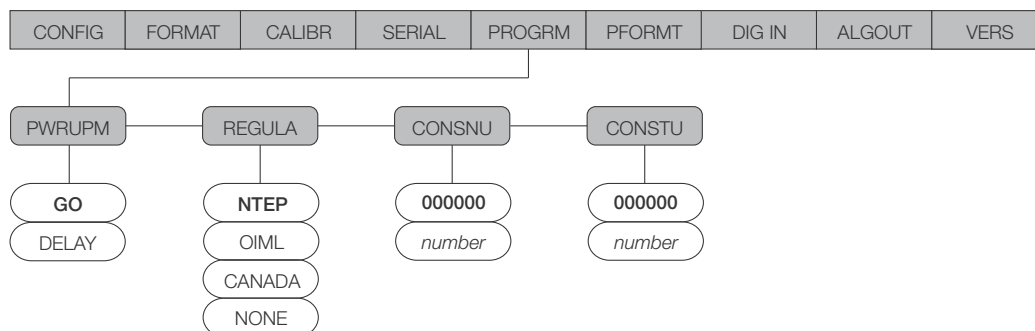 CONFIG FORMAT CALIBR SERIAL PROGRM PFORMT DIG IN ALGOUT VERS
PWRUPM REGULA CONSNU CONSTU
GO NTEP 000000 000000
DELAY OIML number number
CANADA
NONE